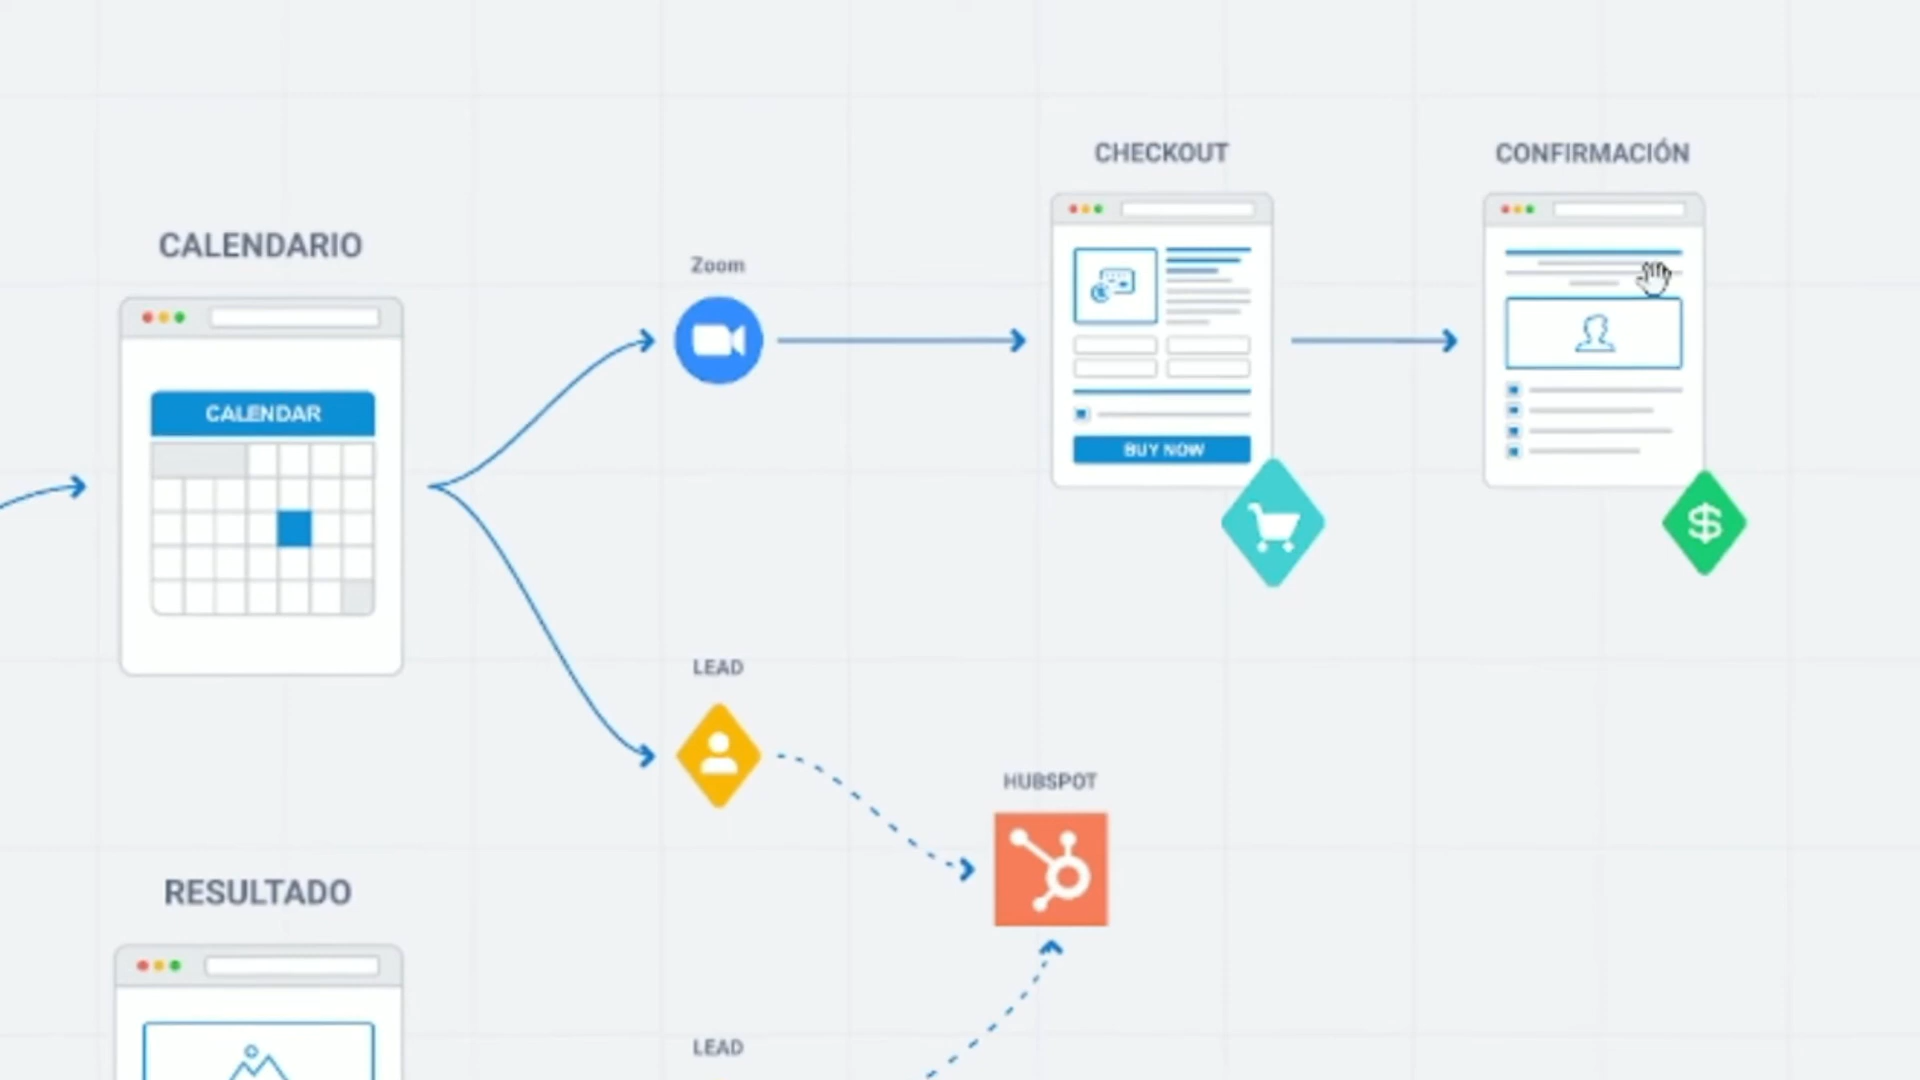 CHECKOUT
CONFIRMACIÓN
CALENDARIO
Zoom
CALENDAR
BUY NOW
LEAD
HUBSPOT
$
RESULTADO
LEAD